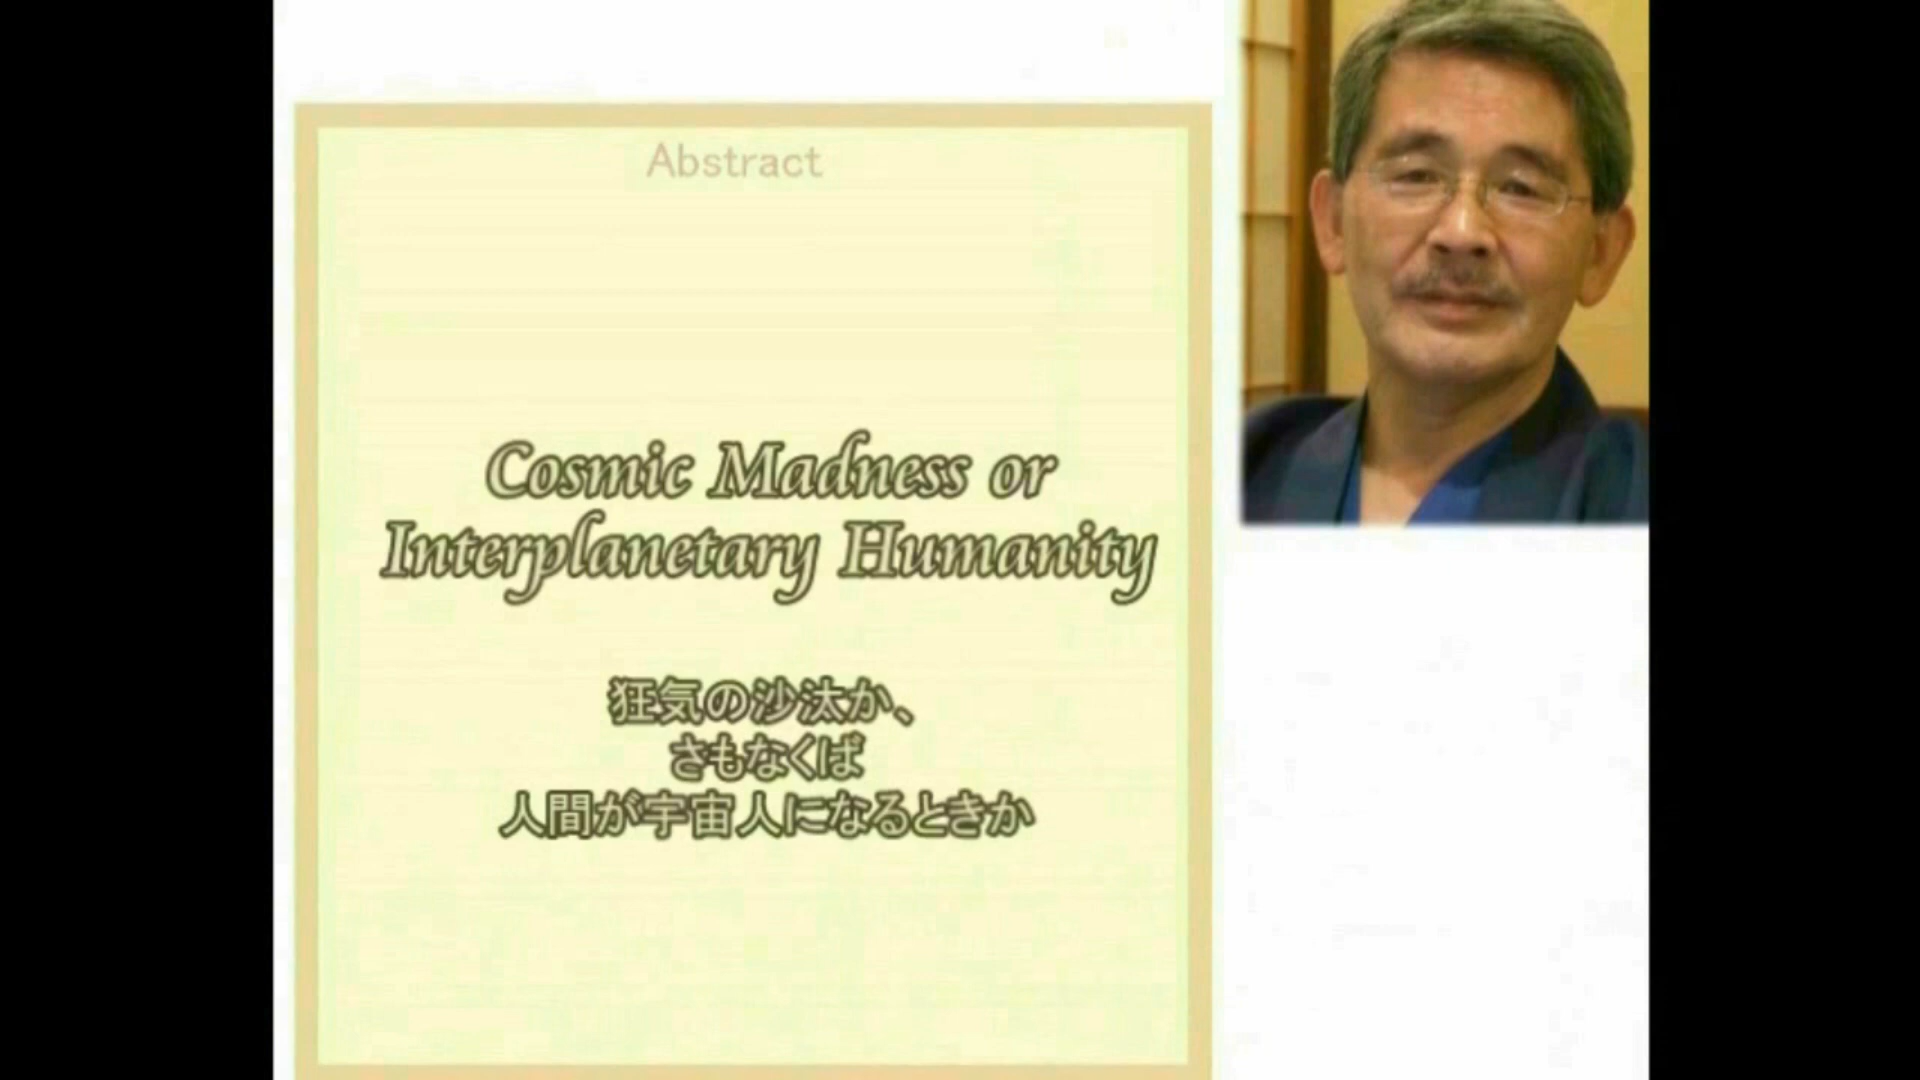 Abstract
Cosmic Madness or
Interplanetary Humanity
狂気の沙汰か、
さもなくば
人間が宇宙人になるときか